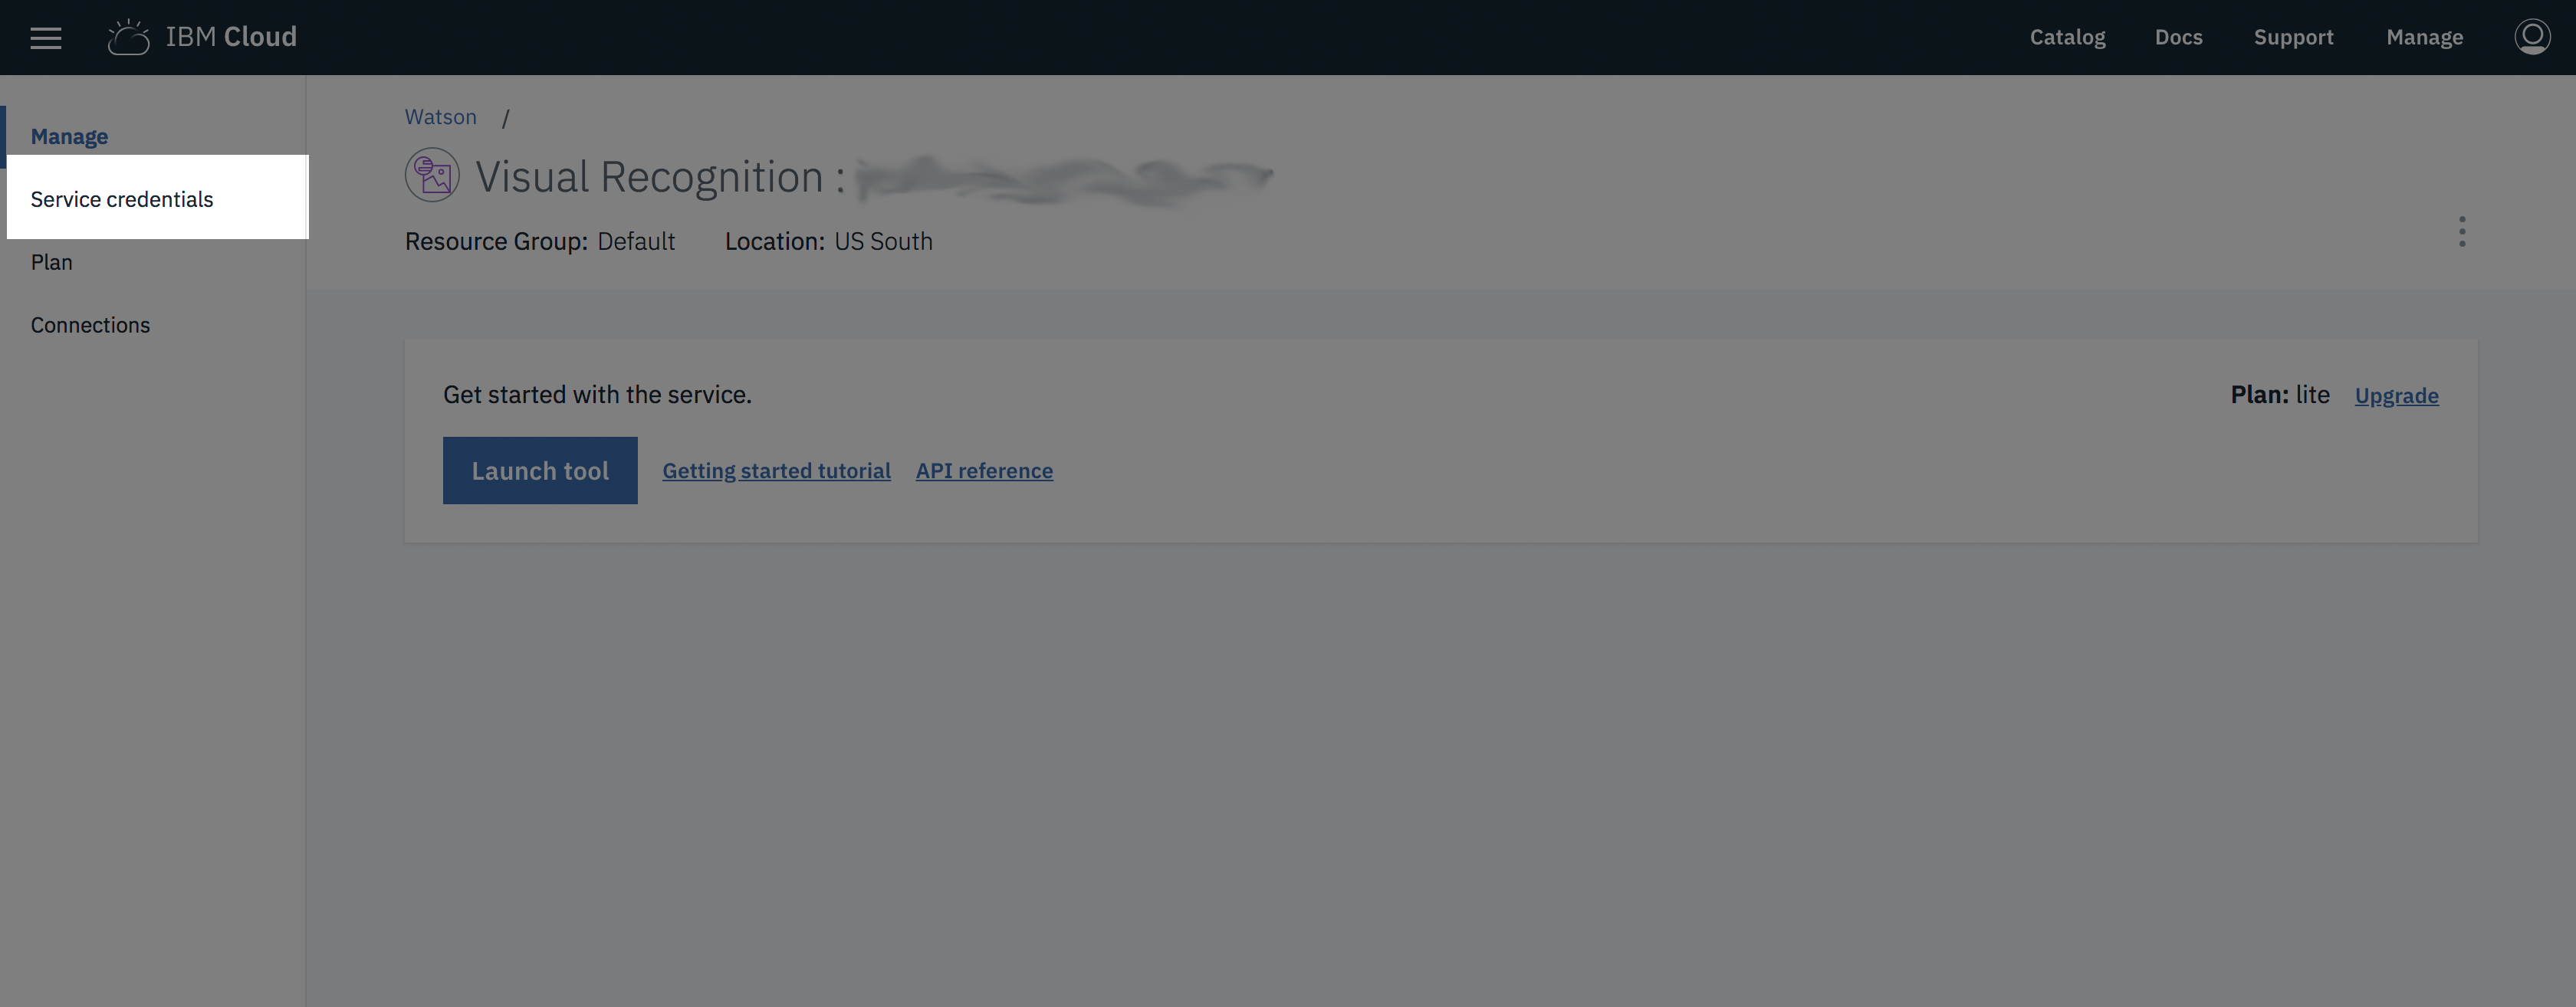 IBM Cloud
Catalog Docs Support Manage
Manage
Service credentials
Plan
Connections
Watson /
Visual Recognition :
Resource Group: Default Location: US South
Get started with the service.
Plan: lite Upgrade
Launch tool Getting started tutorial API reference